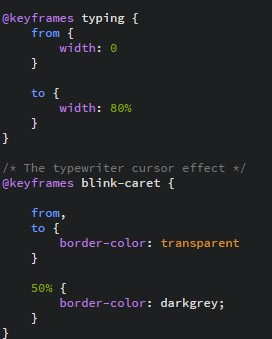 @keyframes typing {
    from {
        width: 0
    }

    to {
        width: 80%
    }
}

/* The typewriter cursor effect */
@keyframes blink-caret {

    from,
    to {
        border-color: transparent
    }

    50% {
        border-color: darkgrey;
    }
}